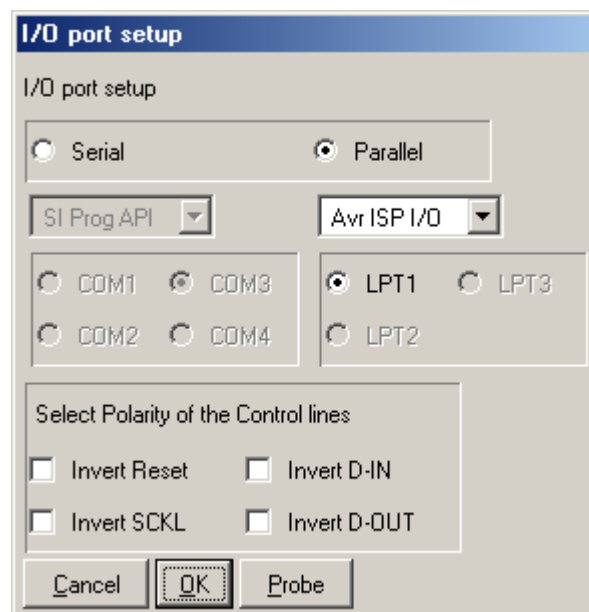 I/O port setup
I/O port setup
Serial Parallel
SI Prog API Avr ISP I/O
COM1 COM3 LPT1 LPT3
COM2 COM4 LPT2
Select Polarity of the Control lines
Invert Reset Invert D-IN
Invert SCKL Invert D-OUT
Cancel OK Probe